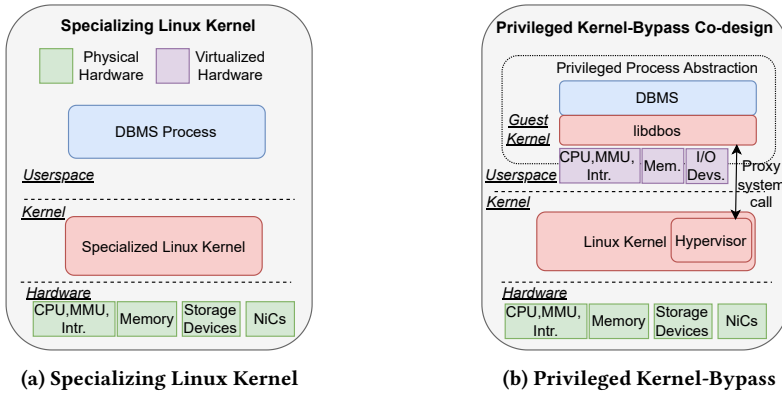 Specializing Linux Kernel
Physical
Hardware
Virtualized
Hardware
DBMS Process
Userspace
Kernel
Specialized Linux Kernel
Hardware
CPU,MMU,
Intr.
Memory
Storage
Devices
NiCs
(a) Specializing Linux Kernel
Privileged Kernel-Bypass Co-design
Privileged Process Abstraction
DBMS
Guest
Kernel
libdbos
CPU,MMU,
Intr.
Mem.
I/O
Devs.
Userspace
Proxy
system
call
Kernel
Linux Kernel
Hypervisor
Hardware
CPU,MMU,
Intr.
Memory
Storage
Devices
NiCs
(b) Privileged Kernel-Bypass